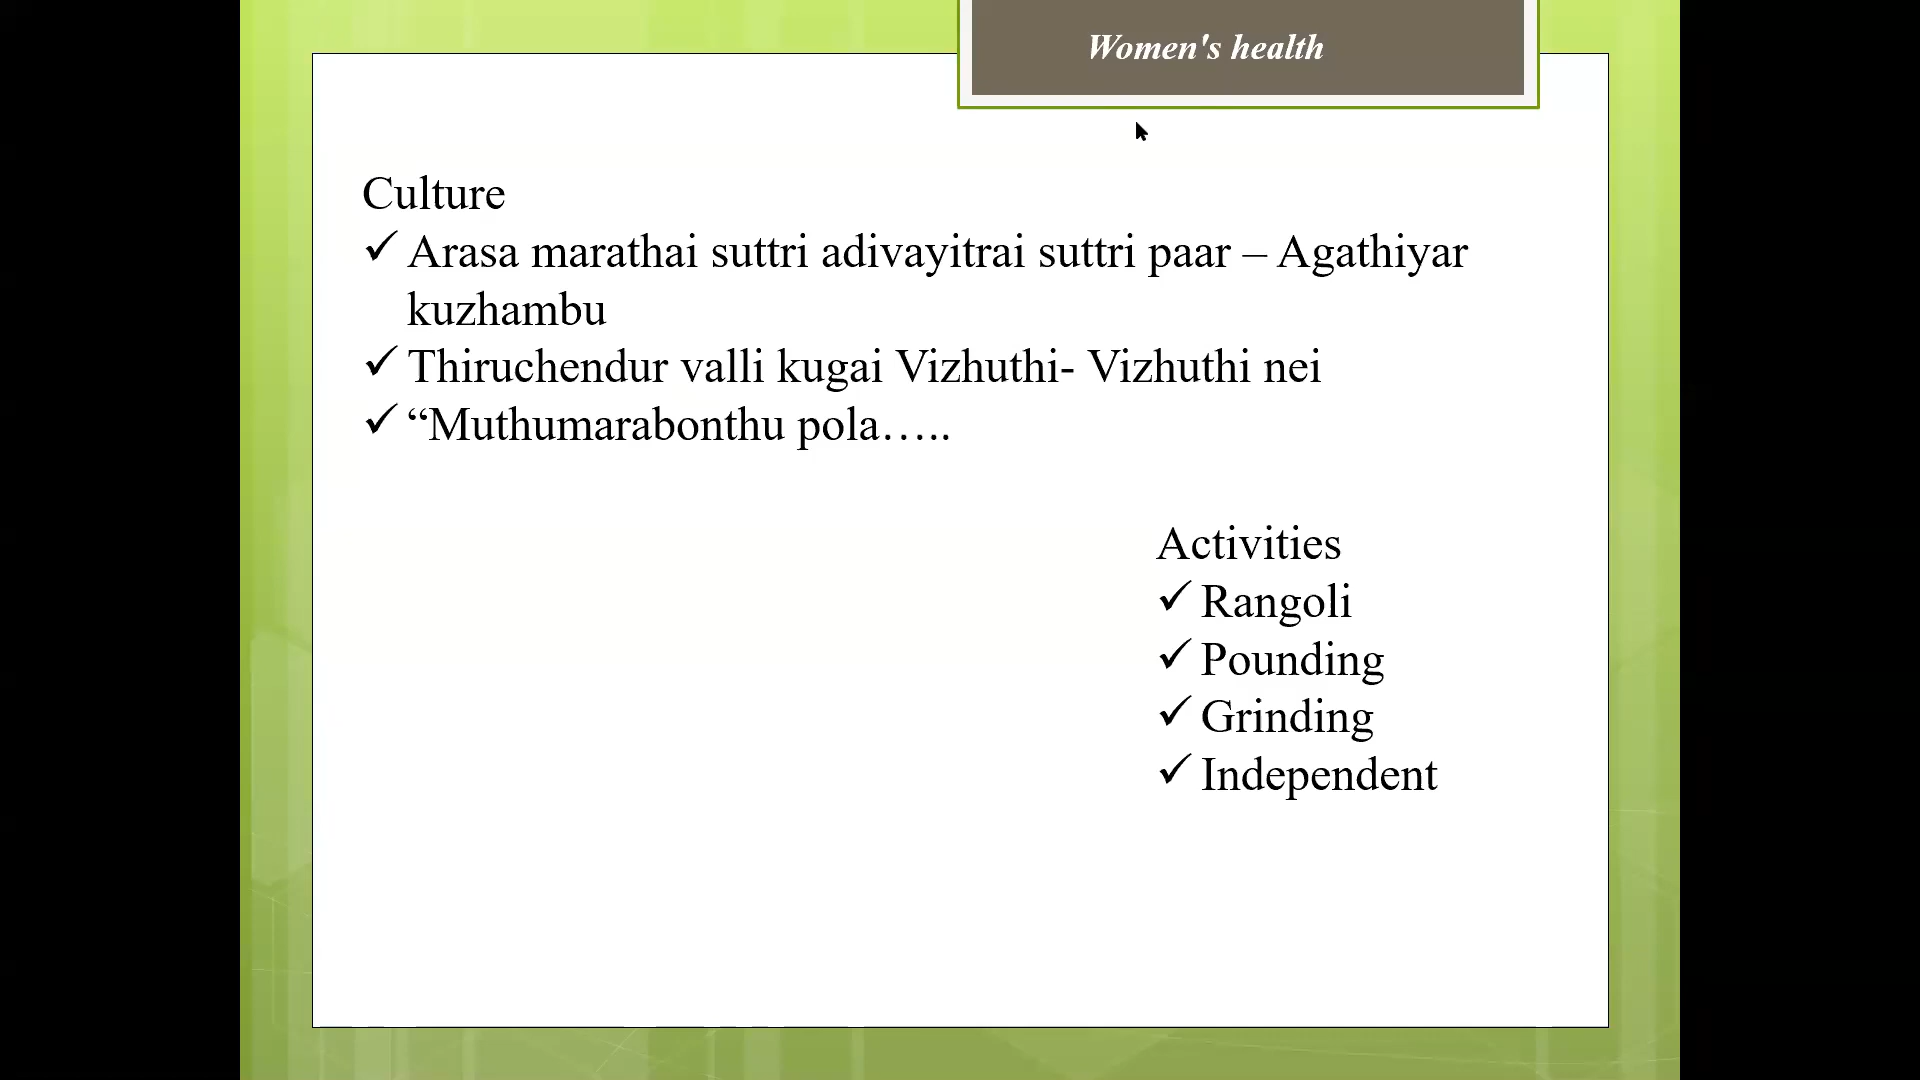 Women's health
Culture
✓ Arasa marathai suttri adivayitrai suttri paar – Agathiyar
kuzhambu
✓ Thiruchendur valli kugai Vizhuthi- Vizhuthi nei
✓ “Muthumarabonthu pola…..
Activities
✓ Rangoli
✓ Pounding
✓ Grinding
✓ Independent